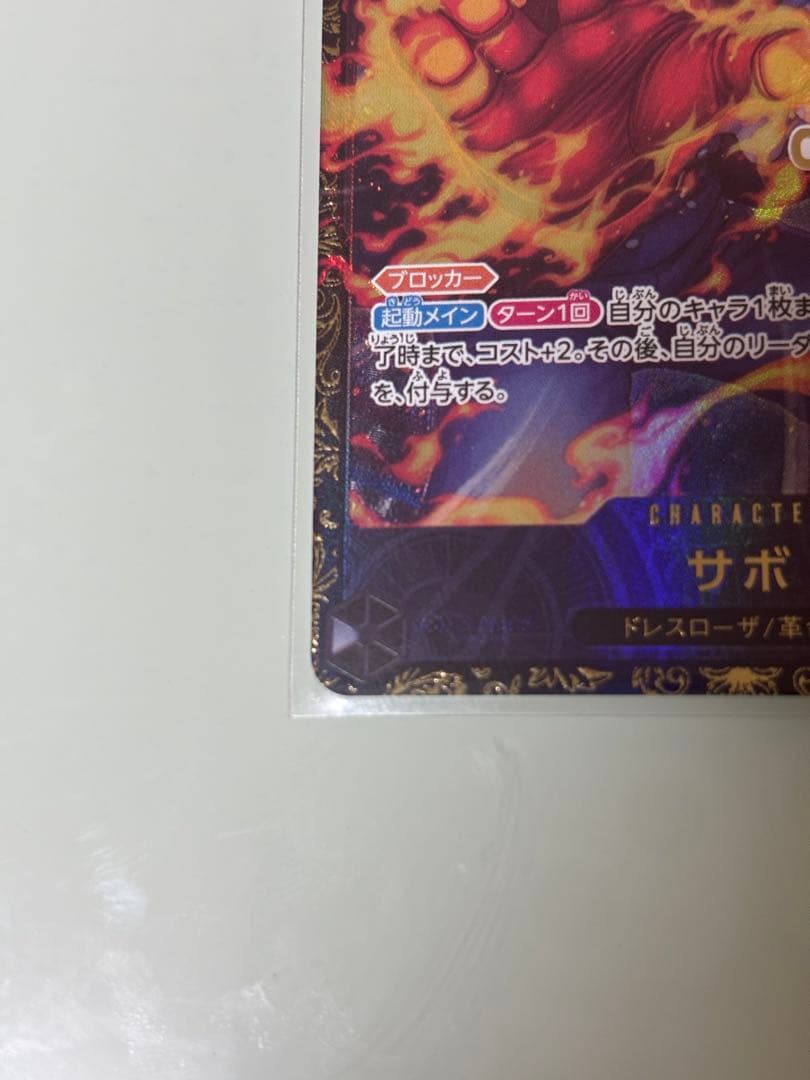 ブロッカー
起動メイン ターン1回 自分のキャラ1枚ま
了時まで、コスト+2。その後、自分のリーダ
を、付与する。
CHARACTE
サボ
ドレスローザ/革